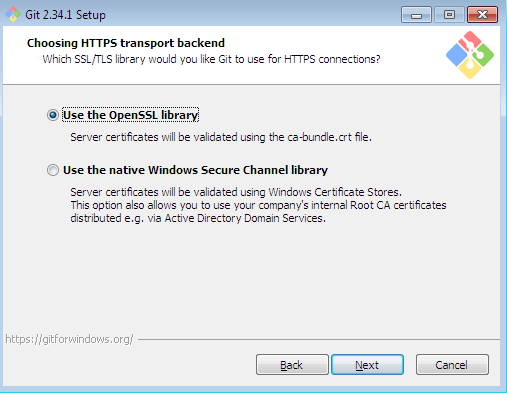 Git 2.34.1 Setup
Choosing HTTPS transport backend
Which SSL/TLS library would you like Git to use for HTTPS connections?
Use the OpenSSL library
Server certificates will be validated using the ca-bundle.crt file.
Use the native Windows Secure Channel library
Server certificates will be validated using Windows Certificate Stores.
This option also allows you to use your company's internal Root CA certificates
distributed e.g. via Active Directory Domain Services.
https://gitforwindows.org/
Back Next Cancel